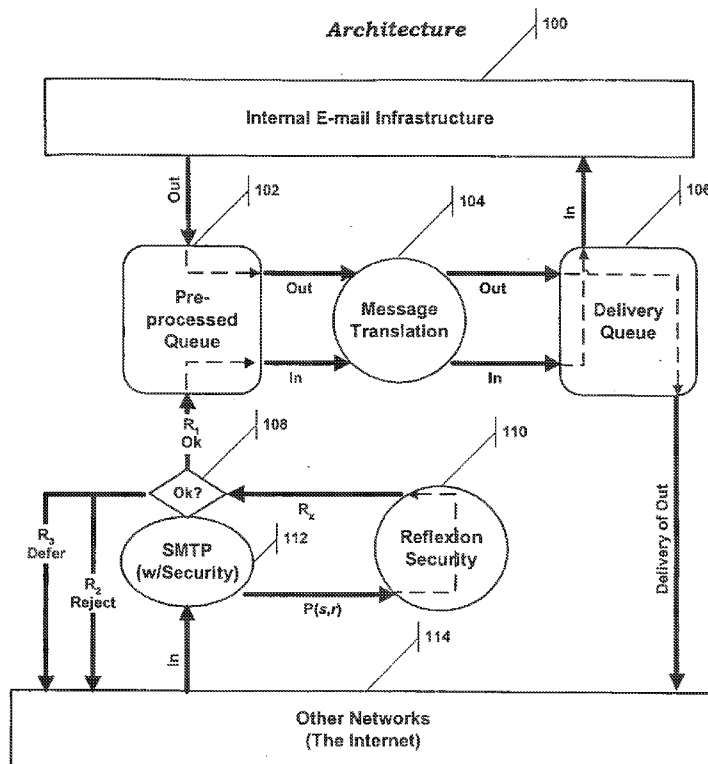 Architecture
100
Internal E-mail Infrastructure
Out
102
104
In
106
Pre-
processed
Queue
Out
In
Message
Translation
Out
In
Delivery
Queue
R1
Ok
108
Ok?
Rx
110
R3
Defer
R2
Reject
SMTP
(w/Security)
112
Reflexion
Security
P(s,r)
Delivery of Out
In
114
Other Networks
(The Internet)